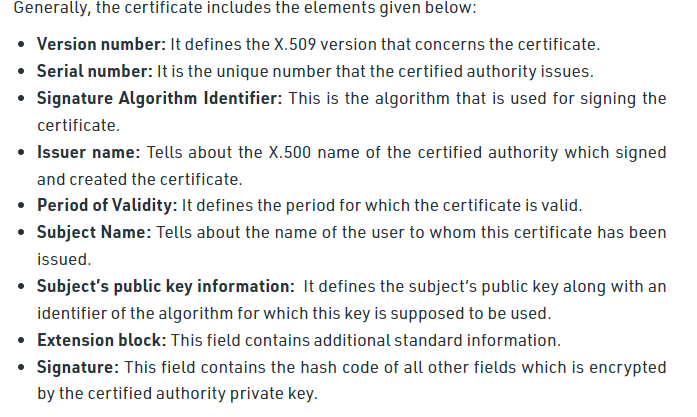 Generally, the certificate includes the elements given below:
• Version number: It defines the X.509 version that concerns the certificate.
• Serial number: It is the unique number that the certified authority issues.
• Signature Algorithm Identifier: This is the algorithm that is used for signing the
certificate.
• Issuer name: Tells about the X.500 name of the certified authority which signed
and created the certificate.
• Period of Validity: It defines the period for which the certificate is valid.
• Subject Name: Tells about the name of the user to whom this certificate has been
issued.
• Subject’s public key information: It defines the subject’s public key along with an
identifier of the algorithm for which this key is supposed to be used.
• Extension block: This field contains additional standard information.
• Signature: This field contains the hash code of all other fields which is encrypted
by the certified authority private key.